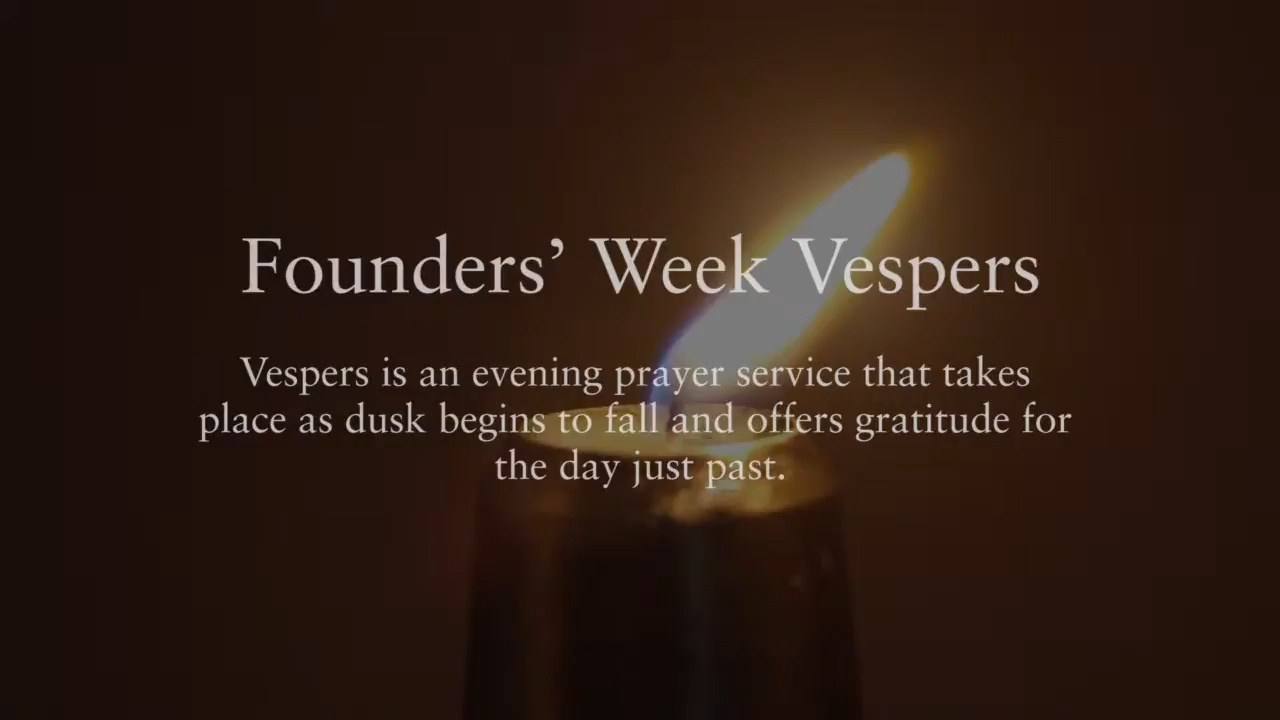 Founders’ Week Vespers
Vespers is an evening prayer service that takes
place as dusk begins to fall and offers gratitude for
the day just past.